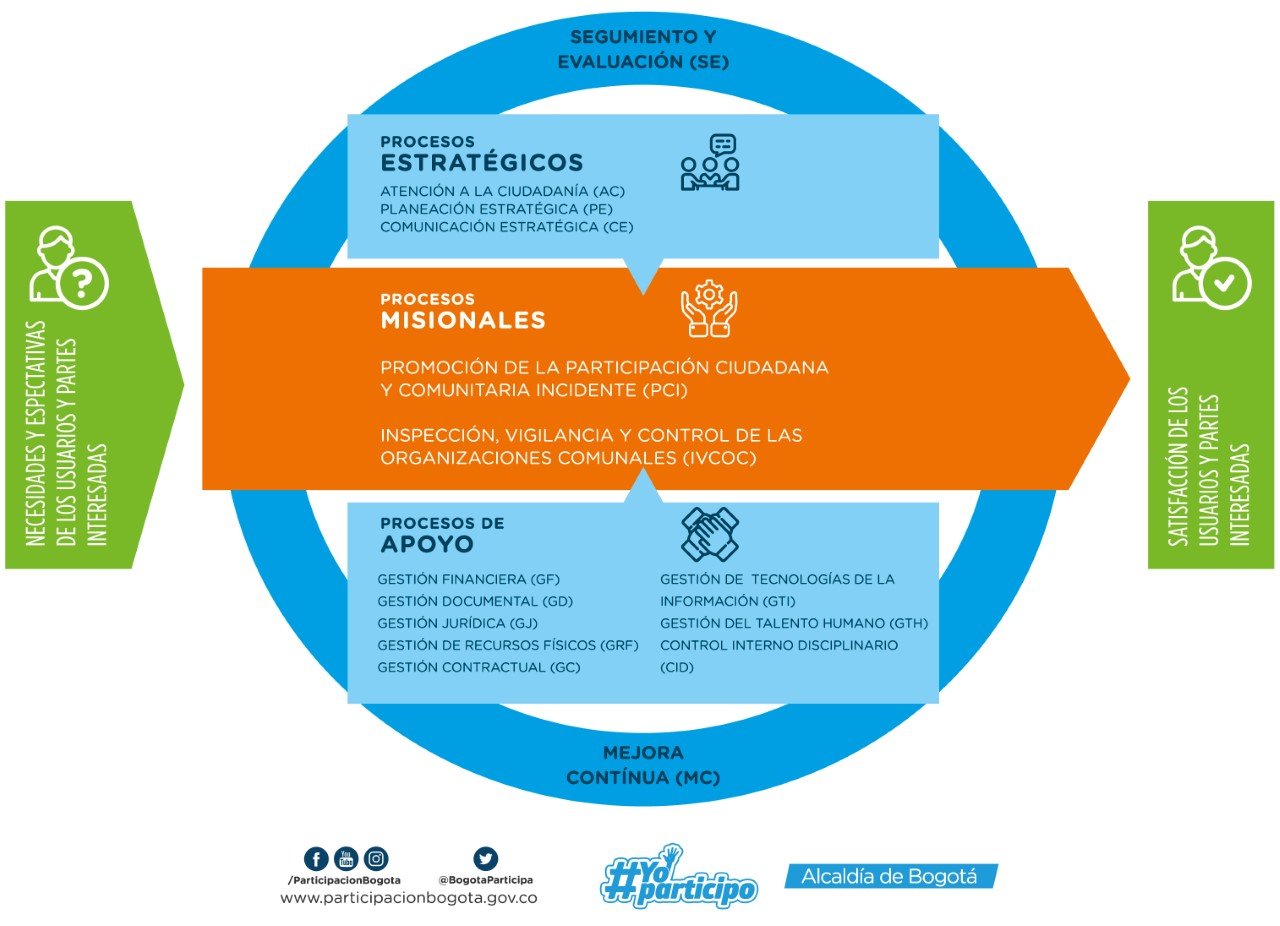 SEGUMIENTO Y
EVALUACIÓN (SE)
PROCESOS
ESTRATÉGICOS
ATENCIÓN A LA CIUDADANÍA (AC)
PLANEACIÓN ESTRATÉGICA (PE)
COMUNICACIÓN ESTRATÉGICA (CE)
NECESIDADES Y ESPECTATIVAS
DE LOS USUARIOS Y PARTES
INTERESADAS
?
PROCESOS
MISIONALES
PROMOCIÓN DE LA PARTICIPACIÓN CIUDADANA
Y COMUNITARIA INCIDENTE (PCI)
INSPECCIÓN, VIGILANCIA Y CONTROL DE LAS
ORGANIZACIONES COMUNALES (IVCOC)
SATISFACCIÓN DE LOS
USUARIOS Y PARTES
INTERESADAS
PROCESOS DE
APOYO
GESTIÓN FINANCIERA (GF)
GESTIÓN DOCUMENTAL (GD)
GESTIÓN JURÍDICA (GJ)
GESTIÓN DE RECURSOS FÍSICOS (GRF)
GESTIÓN CONTRACTUAL (GC)
GESTIÓN DE TECNOLOGÍAS DE LA
INFORMACIÓN (GTI)
GESTIÓN DEL TALENTO HUMANO (GTH)
CONTROL INTERNO DISCIPLINARIO
(CID)
MEJORA
CONTÍNUA (MC)
f
You
Tube
/ParticipacionBogota
@BogotaParticipa
www.participacionbogota.gov.co
#Yo
participo
Alcaldía de Bogotá